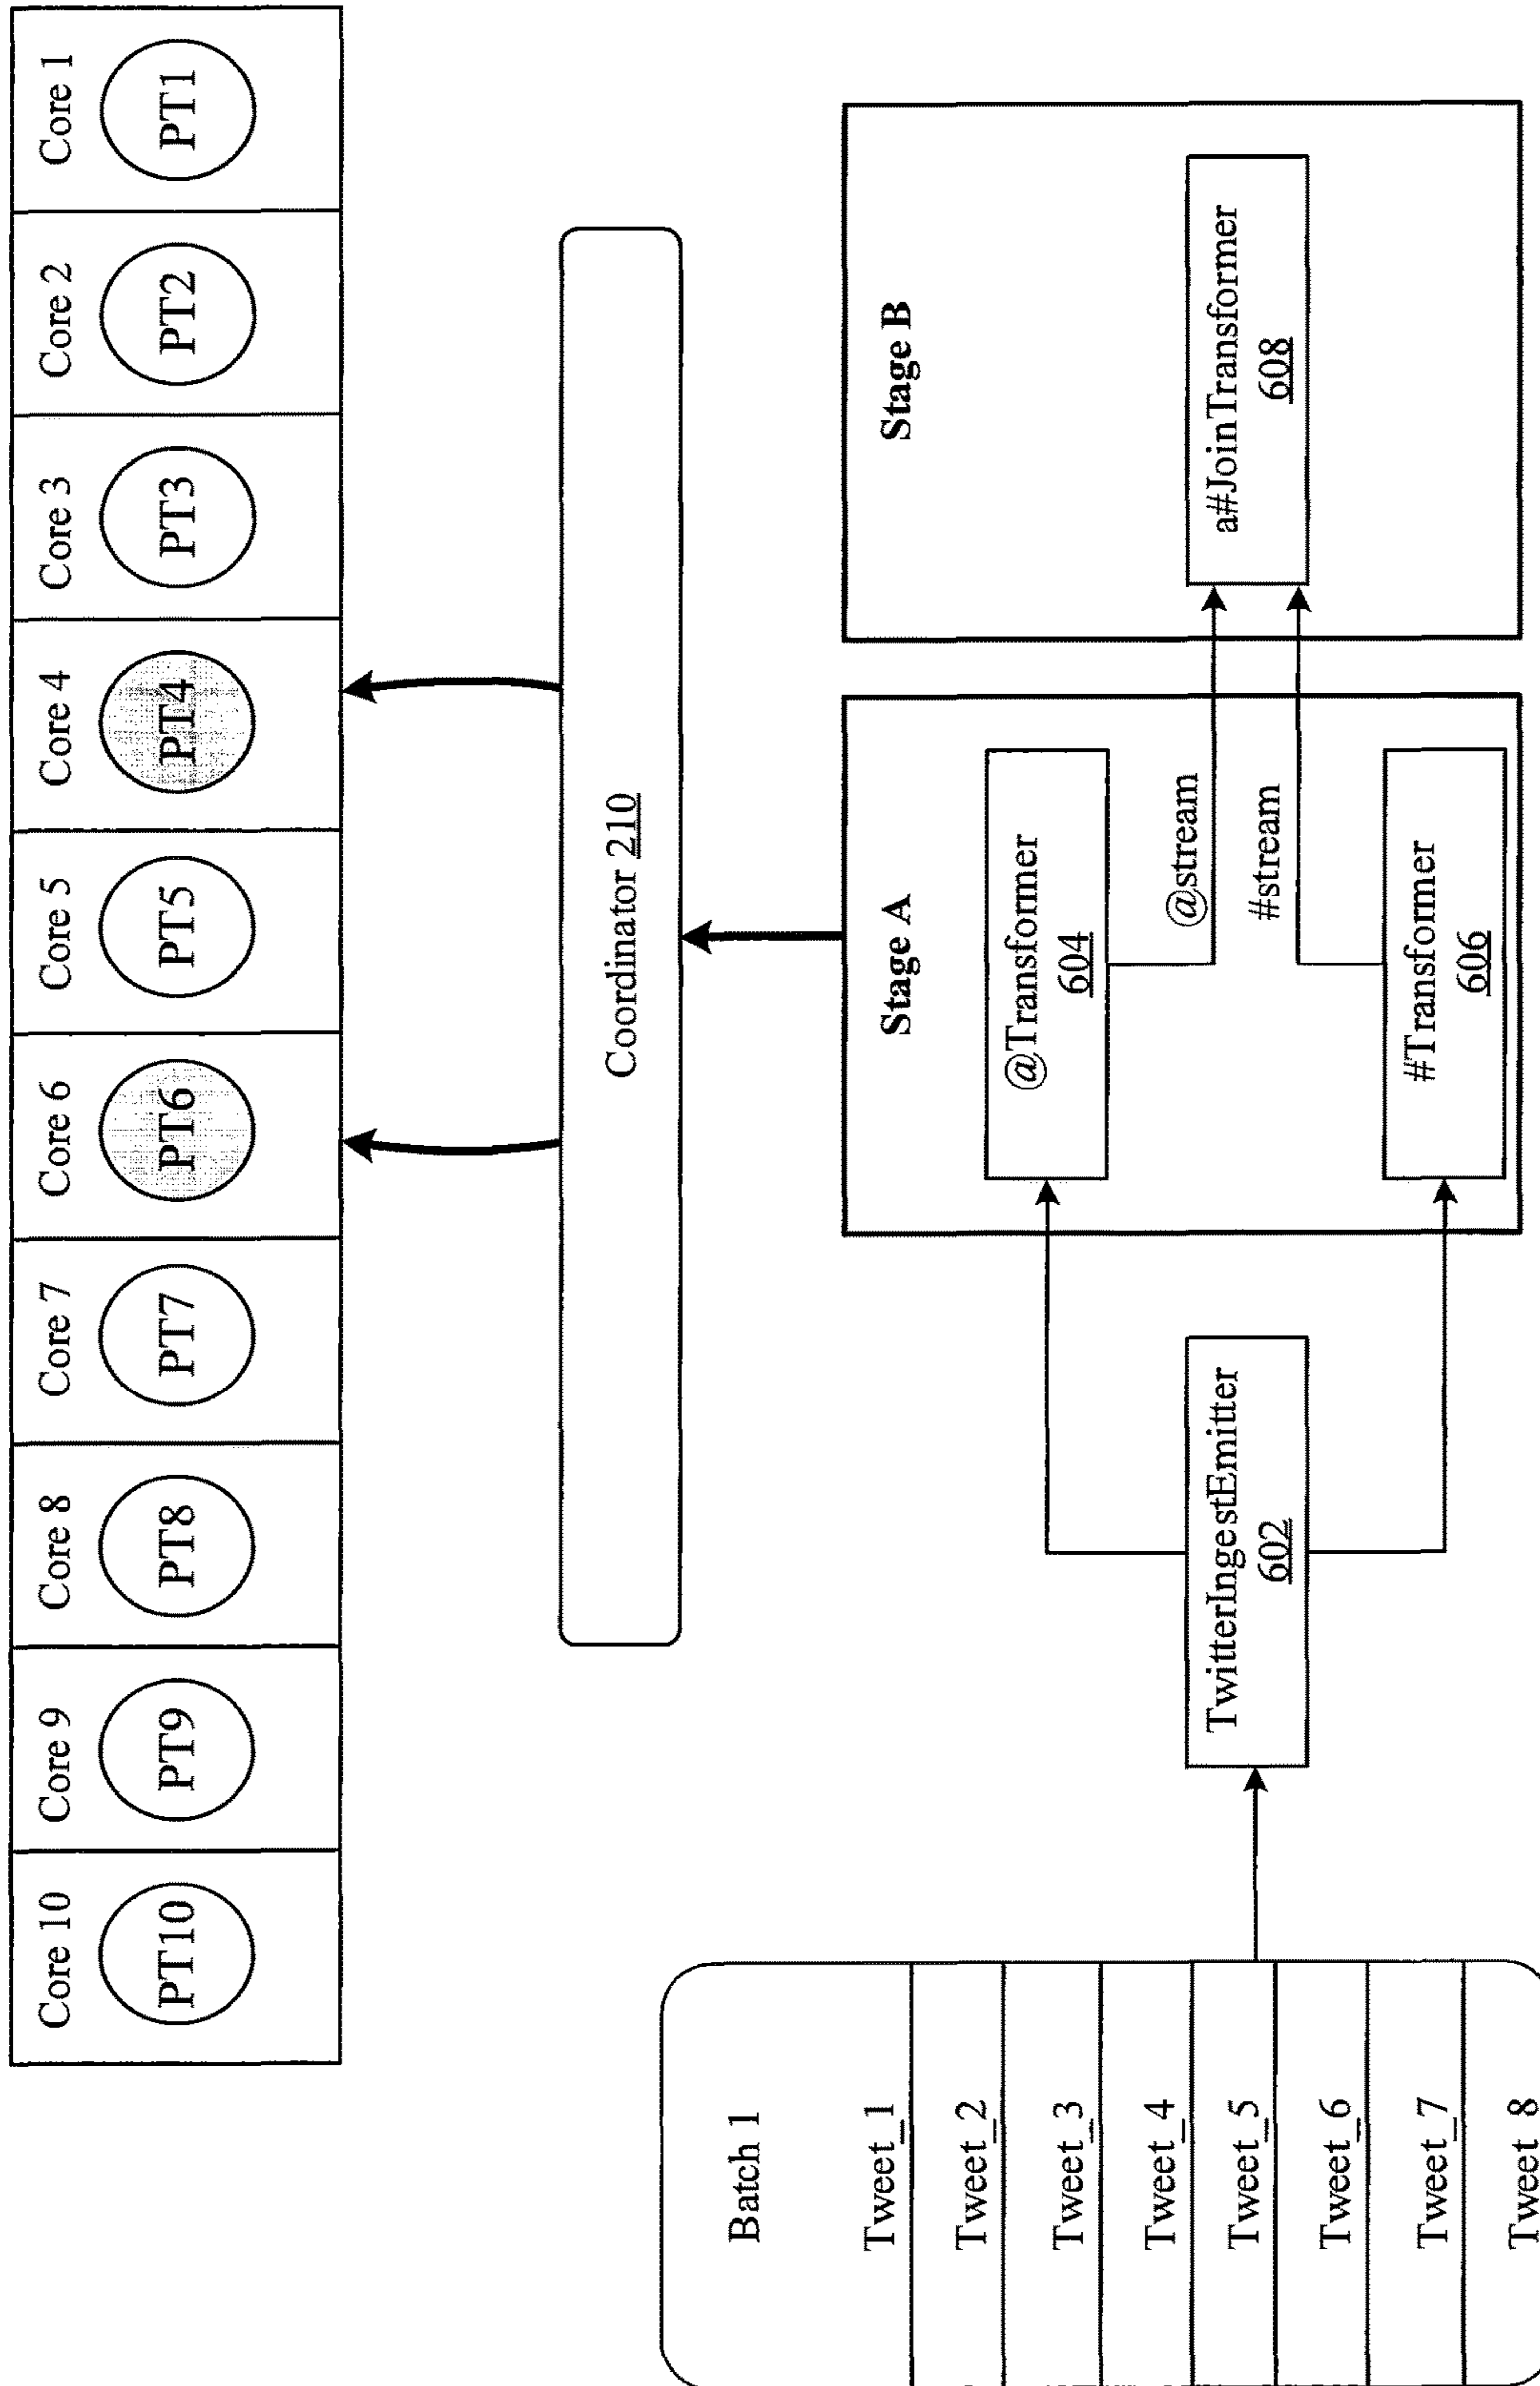 Core 10
Core 9
Core 8
Core 7
Core 6
Core 5
Core 4
Core 3
Core 2
Core 1
PT10
PT9
PT8
PT7
PT6
PT5
PT4
PT3
PT2
PT1
Coordinator 210
Batch 1
Tweet_1
Tweet_2
Tweet_3
Tweet_4
Tweet_5
Tweet_6
Tweet_7
Tweet_8
TwitterIngestEmitter
602
Stage A
@Transformer
604
@stream
#stream
#Transformer
606
Stage B
a#JoinTransformer
608